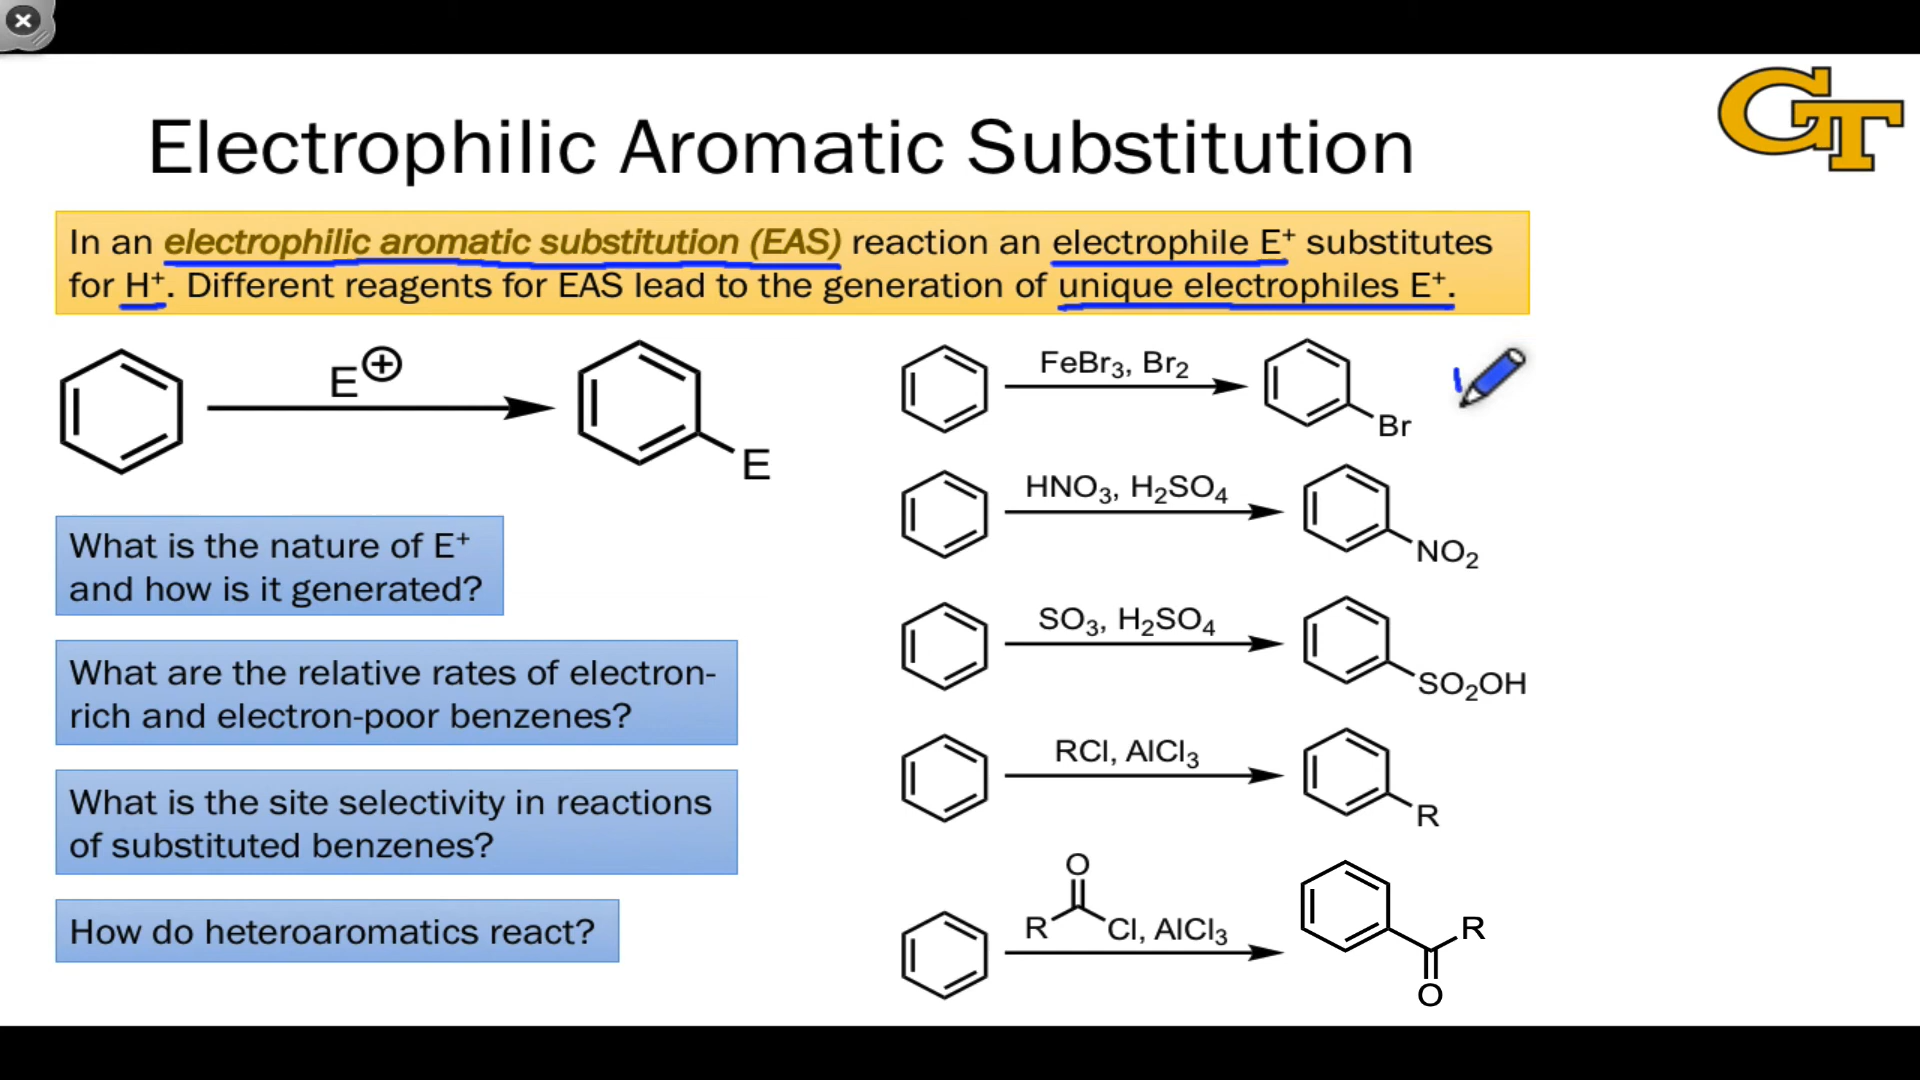 GT
Electrophilic Aromatic Substitution
In an electrophilic aromatic substitution (EAS) reaction an electrophile E⁺ substitutes
for H⁺. Different reagents for EAS lead to the generation of unique electrophiles E⁺.
E⊕
E
What is the nature of E⁺
and how is it generated?
What are the relative rates of electron-
rich and electron-poor benzenes?
What is the site selectivity in reactions
of substituted benzenes?
How do heteroaromatics react?
FeBr₃, Br₂
Br
HNO₃, H₂SO₄
NO₂
SO₃, H₂SO₄
SO₂OH
RCl, AlCl₃
R
O
R Cl, AlCl₃
R
O